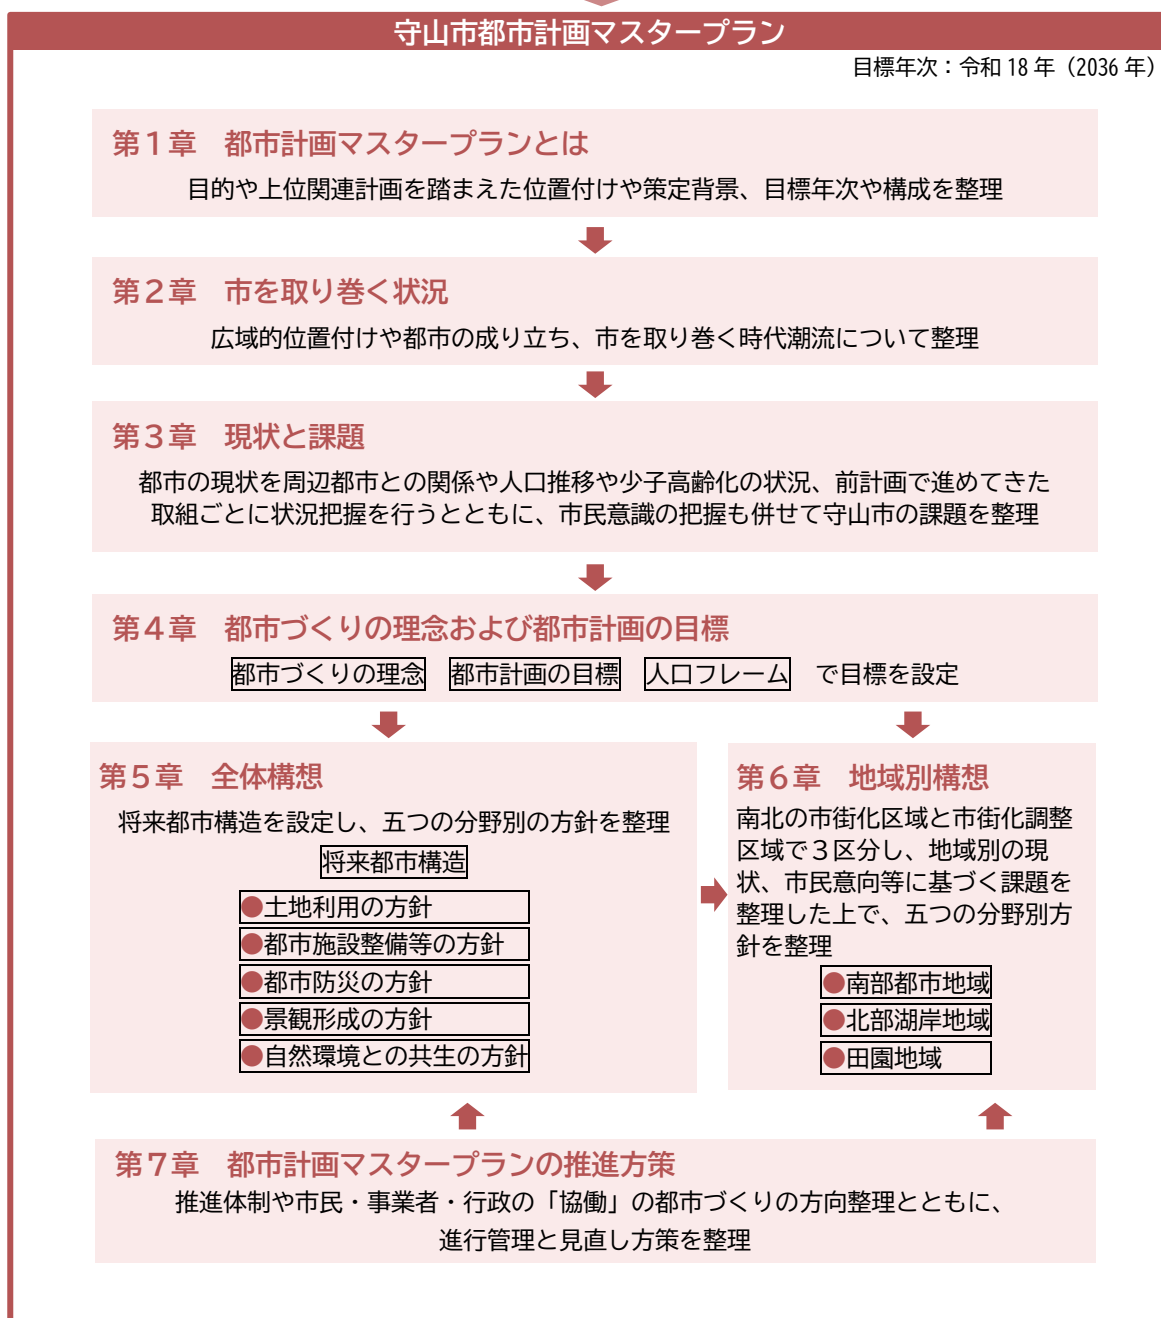 守山市都市計画マスタープラン
目標年次：令和 18 年（2036 年）
第１章　都市計画マスタープランとは
目的や上位関連計画を踏まえた位置付けや策定背景、目標年次や構成を整理
第２章　市を取り巻く状況
広域的位置付けや都市の成り立ち、市を取り巻く時代潮流について整理
第３章　現状と課題
都市の現状を周辺都市との関係や人口推移や少子高齢化の状況、前計画で進めてきた
取組ごとに状況把握を行うとともに、市民意識の把握も併せて守山市の課題を整理
第４章　都市づくりの理念および都市計画の目標
都市づくりの理念　都市計画の目標　人口フレーム　で目標を設定
第５章　全体構想
将来都市構造を設定し、五つの分野別の方針を整理
将来都市構造
●土地利用の方針
●都市施設整備等の方針
●都市防災の方針
●景観形成の方針
●自然環境との共生の方針
第６章　地域別構想
南北の市街化区域と市街化調整
区域で３区分し、地域別の現
状、市民意向等に基づく課題を
整理した上で、五つの分野別方
針を整理
●南部都市地域
●北部湖岸地域
●田園地域
第７章　都市計画マスタープランの推進方策
推進体制や市民・事業者・行政の「協働」の都市づくりの方向整理とともに、
進行管理と見直し方策を整理